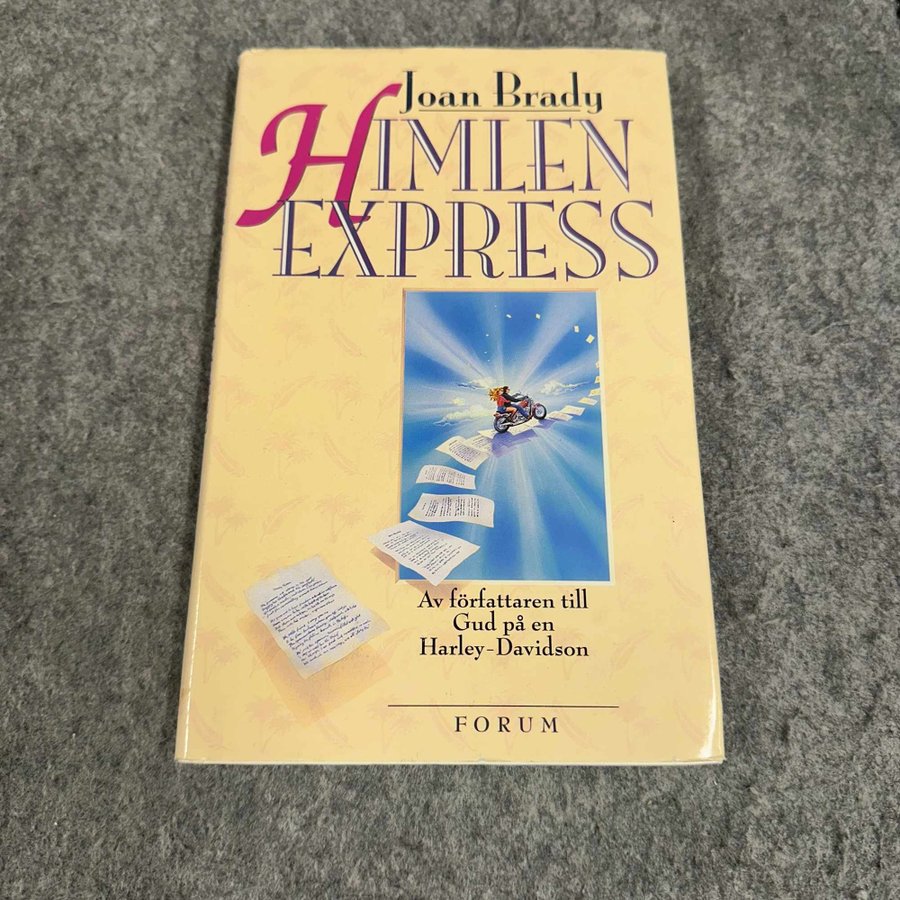 Joan Brady
HIMLEN
EXPRESS
Av författaren till
Gud på en
Harley-Davidson
FORUM